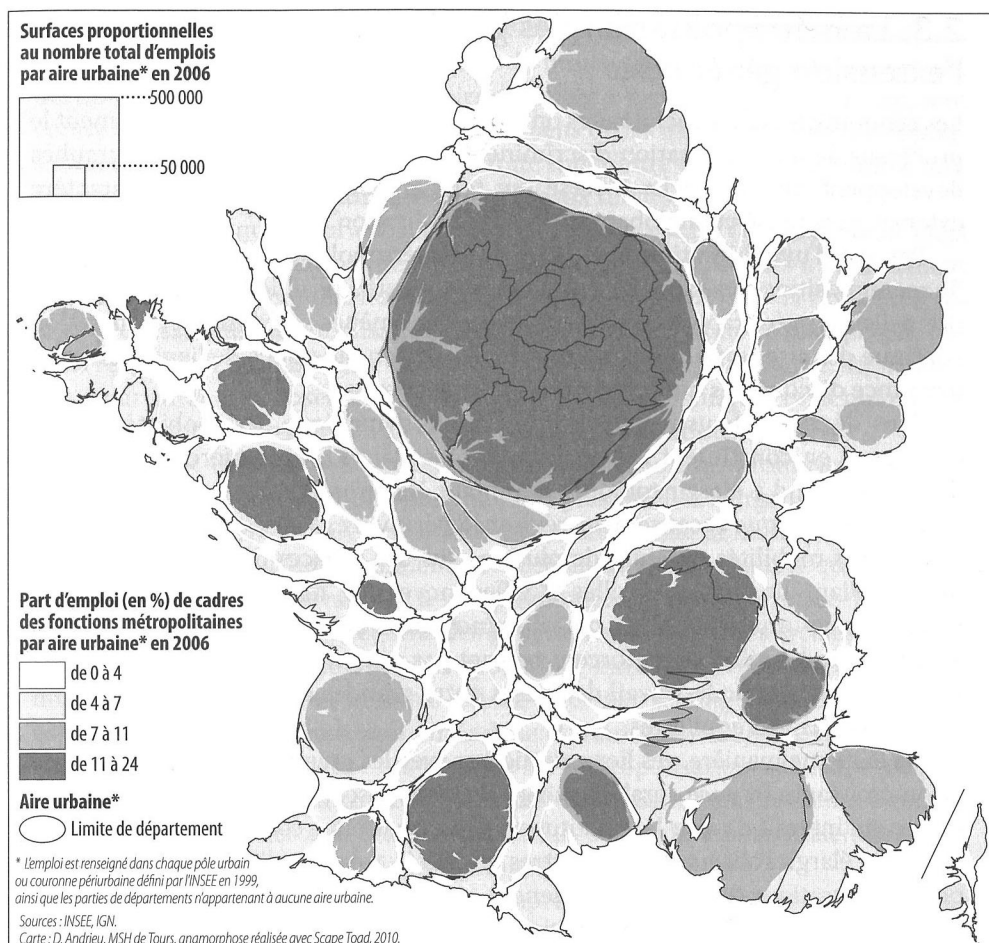 Surfaces proportionnelles
au nombre total d'emplois
par aire urbaine* en 2006
500 000
50 000
Part d'emploi (en %) de cadres
des fonctions métropolitaines
par aire urbaine* en 2006
de 0 à 4
de 4 à 7
de 7 à 11
de 11 à 24
Aire urbaine*
Limite de département
* L'emploi est renseigné dans chaque pôle urbain
ou couronne périurbaine défini par l'INSEE en 1999,
ainsi que les parties de départements n'appartenant à aucune aire urbaine.
Sources : INSEE, IGN.
Carte : D. Andrieu, MSH de Tours, anamorphose réalisée avec Scape Toad, 2010.